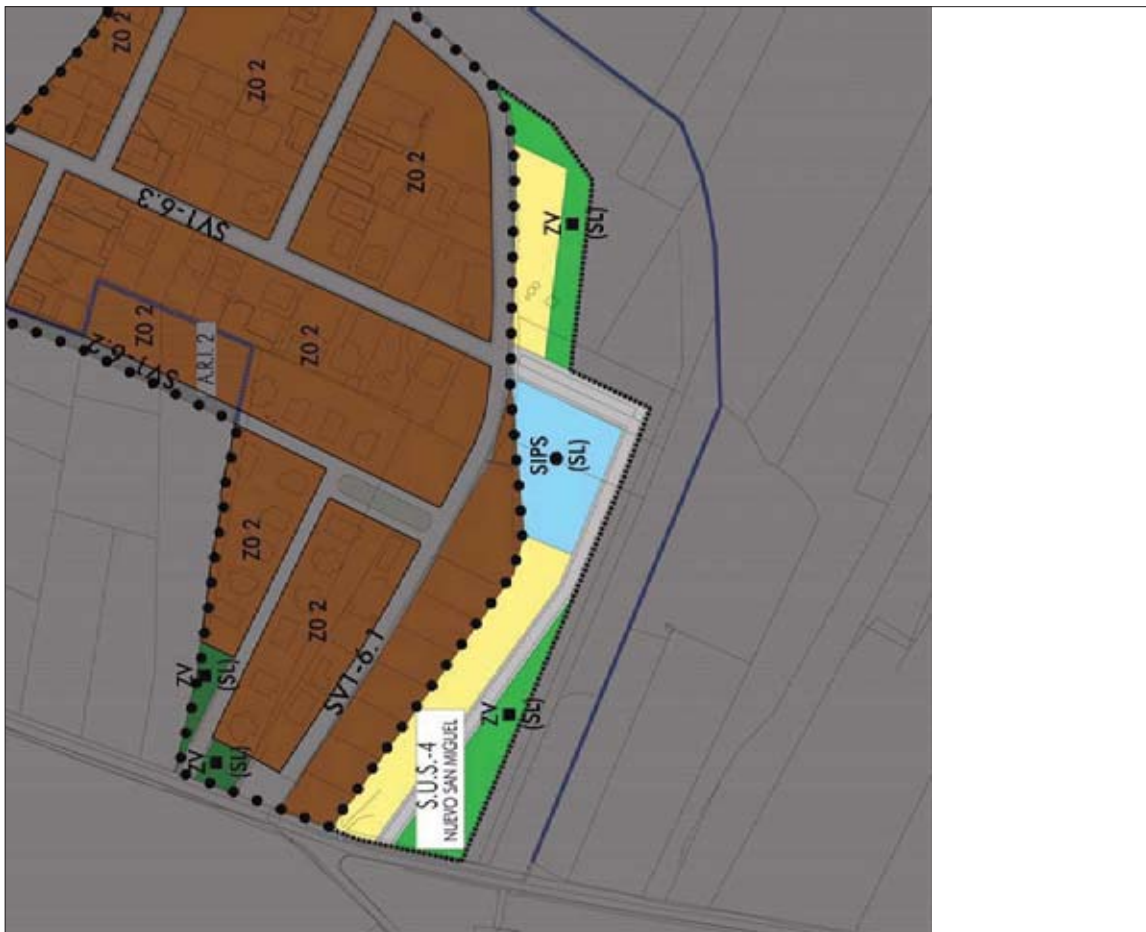 ZO 2
ZO 2
ZO 2
SV1-6.3
ZO 2
A.R.I. 2
SV1-6.2
ZO 2
ZV
(SL)
SIPS
(SL)
ZO 2
ZO 2
SV1-6.1
ZV
(SL)
ZV
(SL)
ZV
(SL)
S.U.S.-4
NUEVO SAN MIGUEL